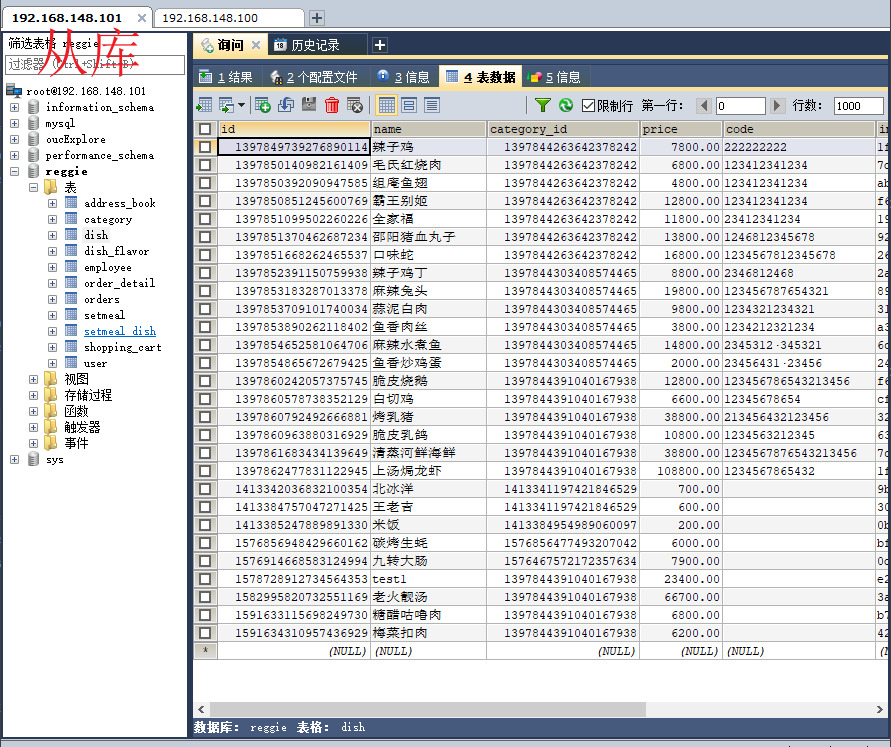 192.168.148.101 192.168.148.100
从库
筛选表格 reggie
过滤器 (Ctrl+Shift+B)
root@192.168.148.101
information_schema
mysql
oucExplore
performance_schema
reggie
表
address_book
category
dish
dish_flavor
employee
order_detail
orders
setmeal
setmeal_dish
shopping_cart
user
视图
存储过程
函数
触发器
事件
sys
询问 历史记录
1 结果 2 个配置文件 3 信息 4 表数据 5 信息
限制行 第一行: 0 行数: 1000
id name category_id price code
1397849739276890114 辣子鸡 1397844263642378242 7800.00 222222222 1f
1397850140982161409 毛氏红烧肉 1397844263642378242 6800.00 123412341234 7c
1397850392090947585 组庵鱼翅 1397844263642378242 4800.00 123412341234 ab
1397850851245600769 霸王别姬 1397844263642378242 12800.00 123412341234 f6
1397851099502260226 全家福 1397844263642378242 11800.00 23412341234 19
1397851370462687234 邵阳猪血丸子 1397844263642378242 13800.00 1246812345678 92
1397851668262465537 口味蛇 1397844263642378242 16800.00 1234567812345678 26
1397852391150759938 辣子鸡丁 1397844303408574465 8800.00 2346812468 2a
1397853183287013378 麻辣兔头 1397844303408574465 19800.00 123456787654321 89
1397853709101740034 蒜泥白肉 1397844303408574465 9800.00 1234321234321 31
1397853890262118402 鱼香肉丝 1397844303408574465 3800.00 1234212321234 a3
1397854652581064706 麻辣水煮鱼 1397844303408574465 14800.00 2345312·345321 6c
1397854865672679425 鱼香炒鸡蛋 1397844303408574465 2000.00 23456431·23456 24
1397860242057375745 脆皮烧鹅 1397844391040167938 12800.00 123456786543213456 f6
1397860578738352129 白切鸡 1397844391040167938 6600.00 12345678654 cf
1397860792492666881 烤乳猪 1397844391040167938 38800.00 213456432123456 32
1397860963880316929 脆皮乳鸽 1397844391040167938 10800.00 1234563212345 63
1397861683434139649 清蒸河鲜海鲜 1397844391040167938 38800.00 1234567876543213456 7c
1397862477831122945 上汤焗龙虾 1397844391040167938 108800.00 1234567865432 1f
1413342036832100354 北冰洋 1413341197421846529 700.00 9b
1413384757047271425 王老吉 1413341197421846529 600.00 30
1413385247889891330 米饭 1413384954989060097 200.00 0b
1576856948429660162 碳烤生蚝 1576856477493207042 6000.00 bf
1576914668583124994 九转大肠 1576467572172357634 7900.00 0c
1578728912734564353 test1 1397844391040167938 23400.00 e2
1582995820732551169 老火靓汤 1397844391040167938 66700.00 3a
1591633115698249730 糖醋咕噜肉 1397844391040167938 6800.00 b7
1591634310957436929 梅菜扣肉 1397844391040167938 6200.00 42
* (NULL) (NULL) (NULL) (NULL) (NULL)
数据库: reggie 表格: dish